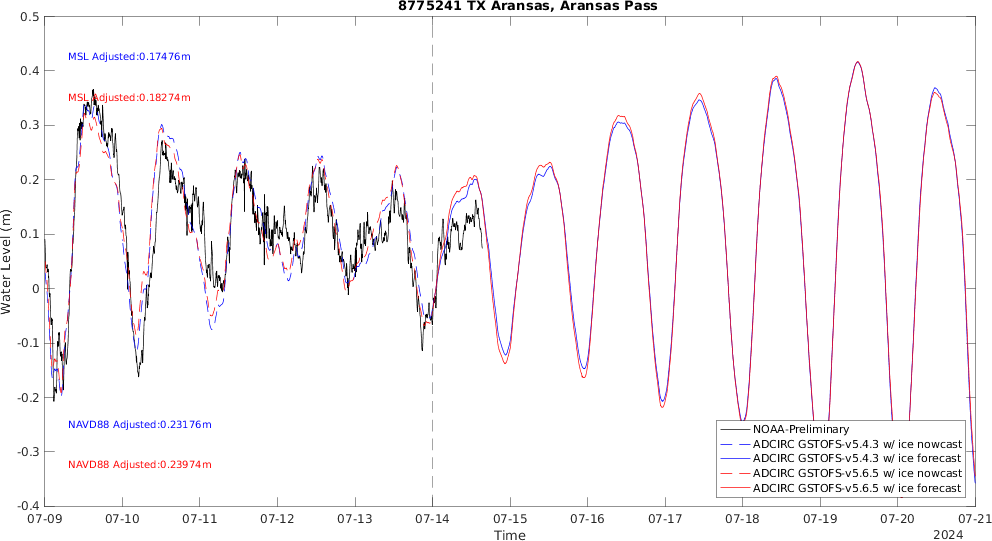 8775241 TX Aransas, Aransas Pass
0.5
0.4
0.3
0.2
0.1
0
-0.1
-0.2
-0.3
-0.4
Water Level (m)
MSL Adjusted:0.17476m
MSL Adjusted:0.18274m
NAVD88 Adjusted:0.23176m
NAVD88 Adjusted:0.23974m
NOAA-Preliminary
ADCIRC GSTOFS-v5.4.3 w/ ice nowcast
ADCIRC GSTOFS-v5.4.3 w/ ice forecast
ADCIRC GSTOFS-v5.6.5 w/ ice nowcast
ADCIRC GSTOFS-v5.6.5 w/ ice forecast
07-09 07-10 07-11 07-12 07-13 07-14 07-15 07-16 07-17 07-18 07-19 07-20 07-21
Time
2024